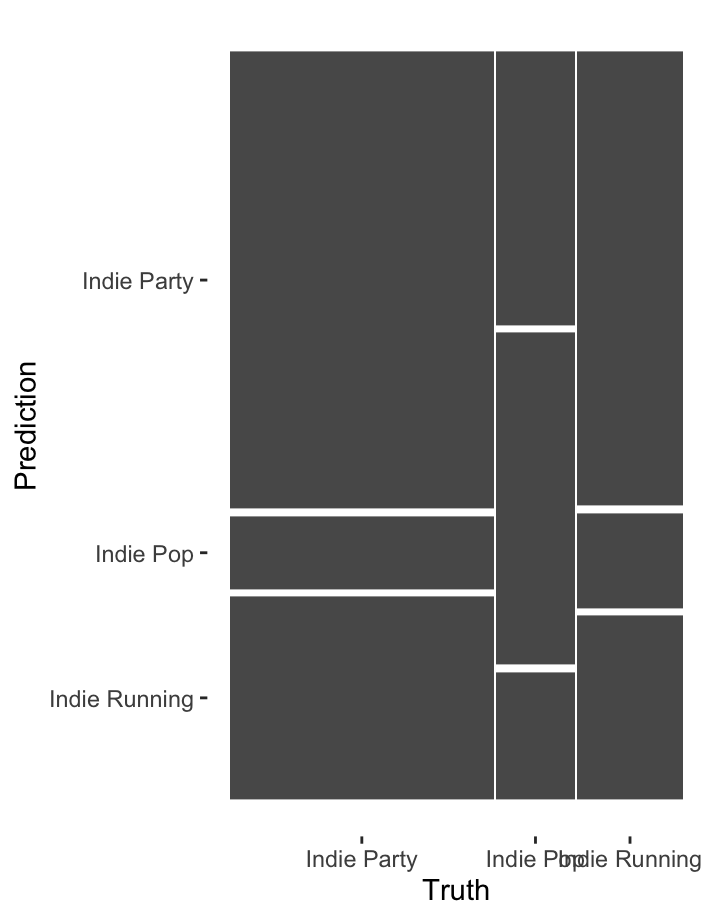 Prediction
Indie Party
Indie Pop
Indie Running
Indie Party
Indie Pop
Indie Running
Truth